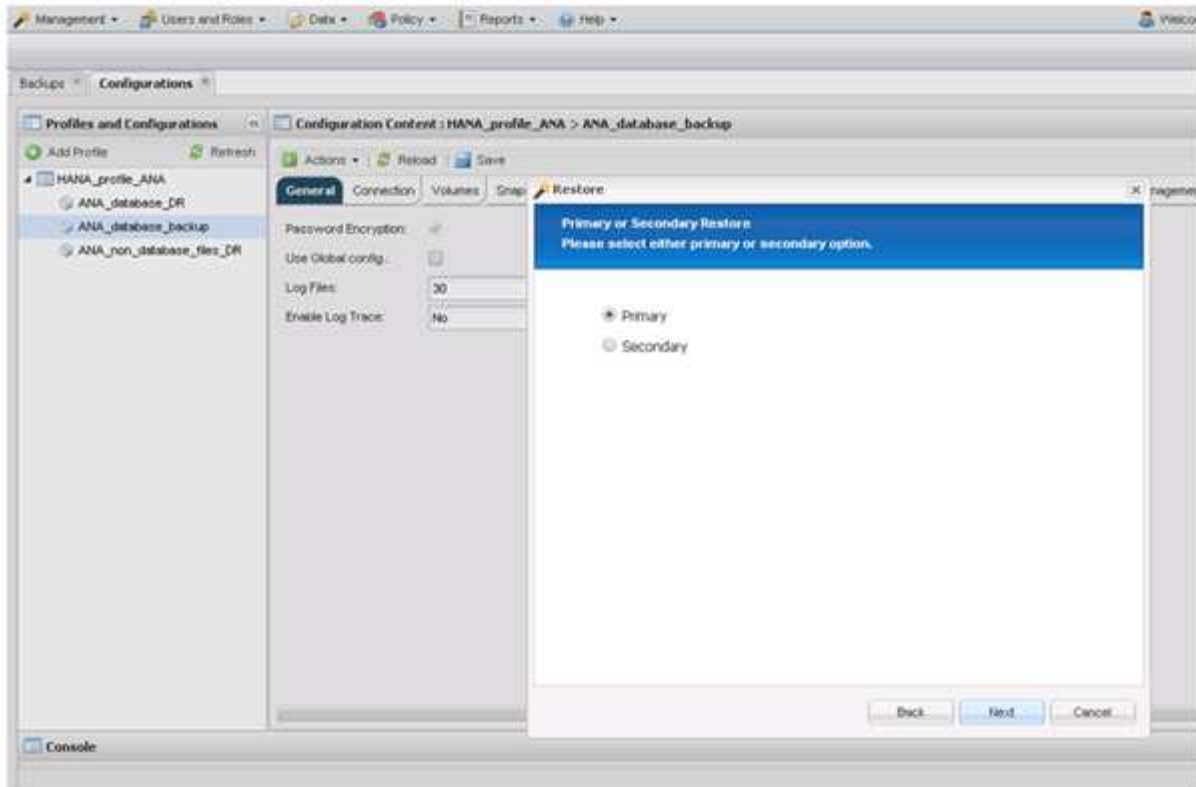 Management Users and Roles Data Policy Reports Help
Backups Configurations
Profiles and Configurations
Add Profile Refresh
HANA_profile_ANA
ANA_database_DR
ANA_database_backup
ANA_non_database_files_DR
Configuration Content : HANA_profile_ANA > ANA_database_backup
Actions Reload Save
General Connection Volumes Snap
Password Encryption:
Use Global config.:
Log Files: 30
Enable Log Trace: No
Restore
Primary or Secondary Restore
Please select either primary or secondary option.
Primary
Secondary
Back Next Cancel
Console